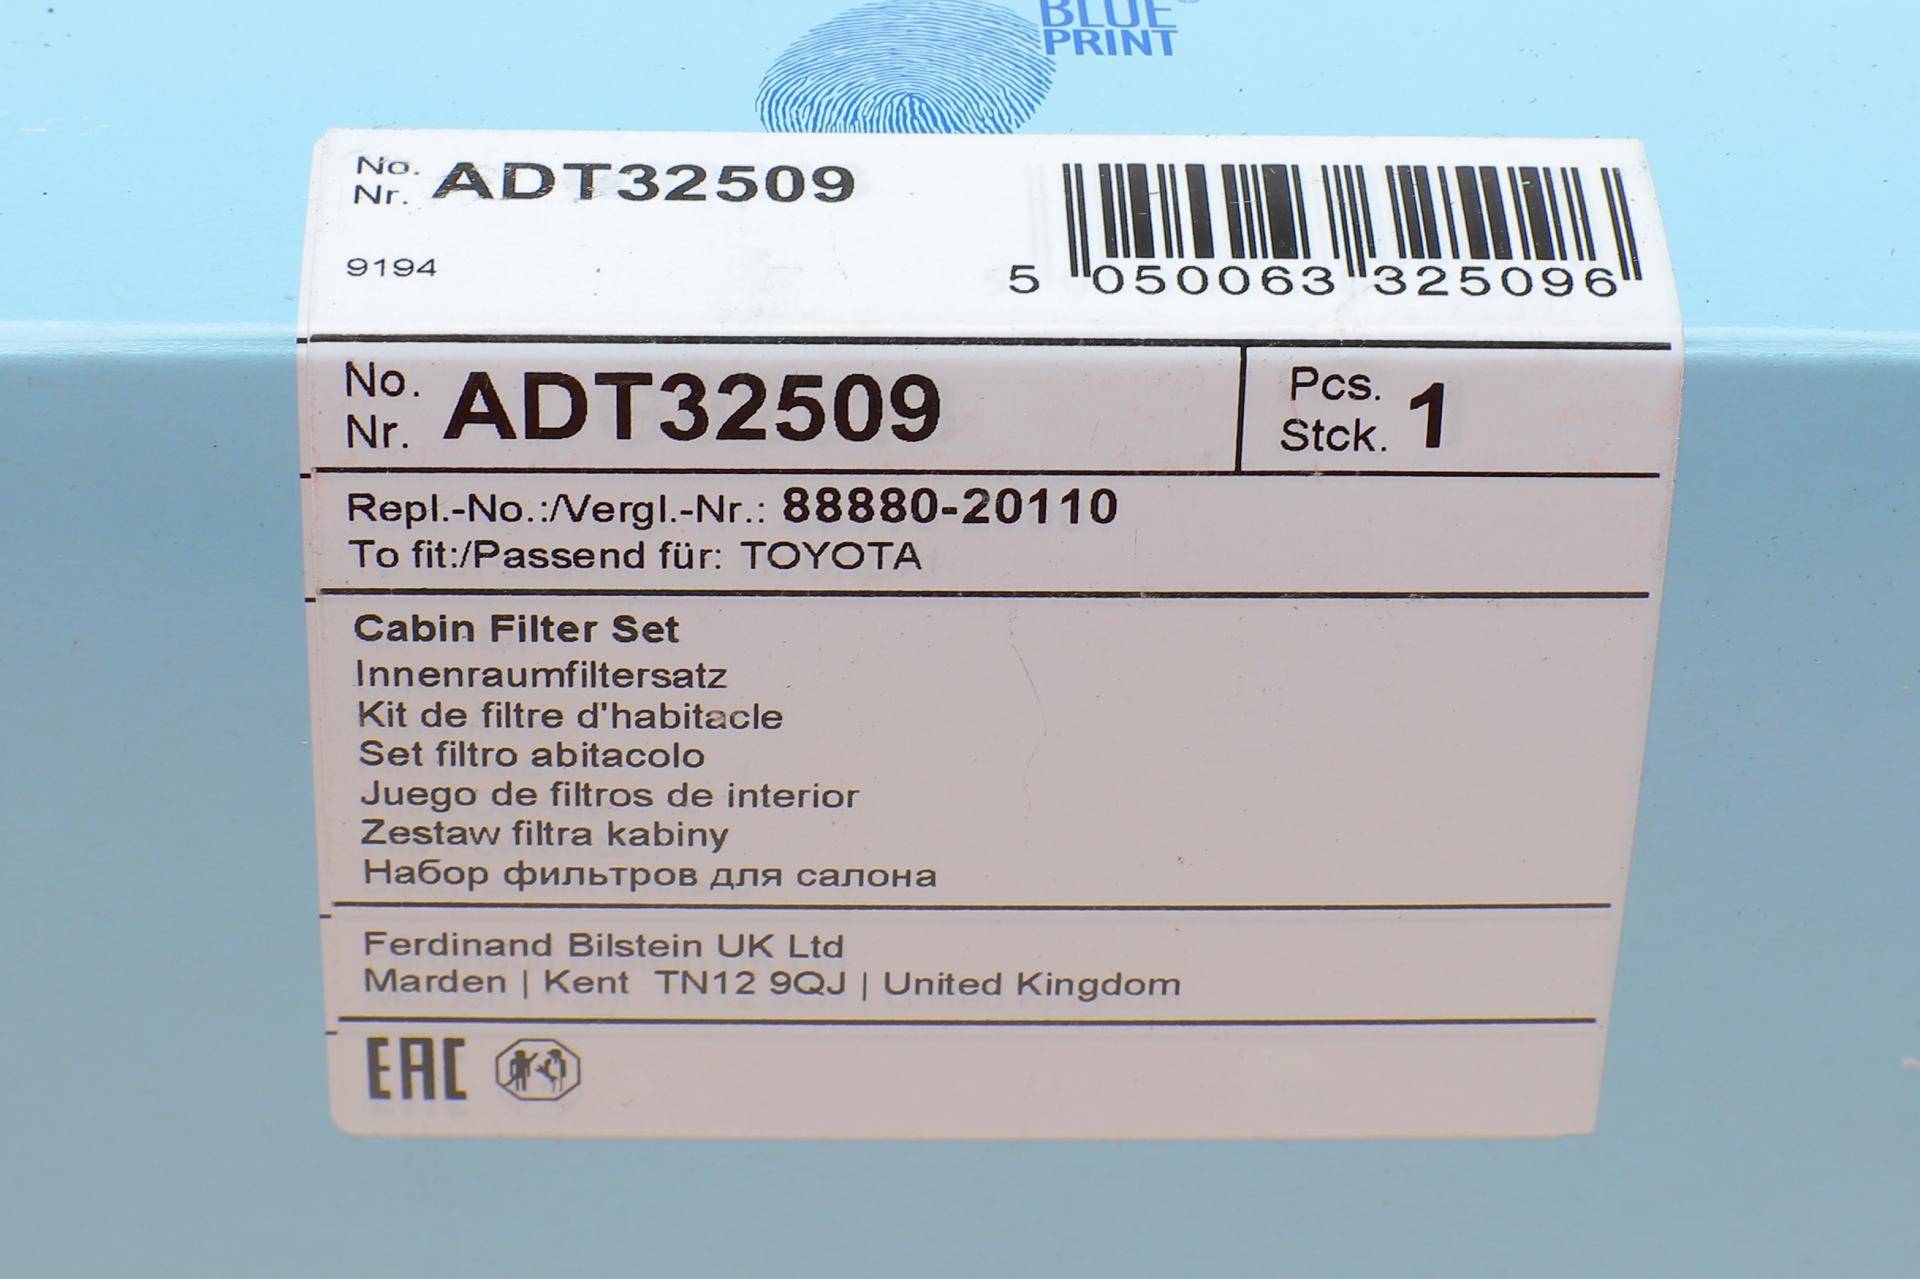 BLUE
PRINT
No.
Nr. ADT32509
9194
5 050063 325096
No.
Nr. ADT32509
Pcs.
Stck. 1
Repl.-No.:/Vergl.-Nr.: 88880-20110
To fit:/Passend für: TOYOTA
Cabin Filter Set
Innenraumfiltersatz
Kit de filtre d'habitacle
Set filtro abitacolo
Juego de filtros de interior
Zestaw filtra kabiny
Набор фильтров для салона
Ferdinand Bilstein UK Ltd
Marden | Kent TN12 9QJ | United Kingdom
EAC